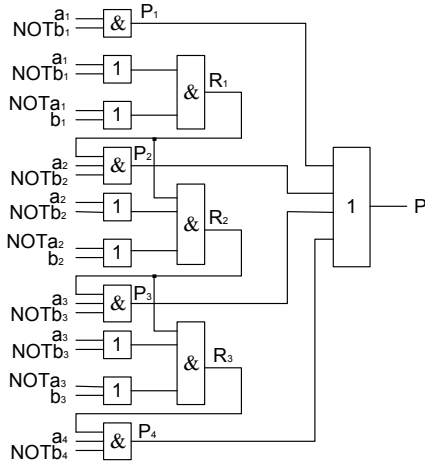 a₁
NOTb₁
&
P₁
a₁
NOTb₁
1
NOTa₁
b₁
1
&
R₁
a₂
NOTb₂
&
P₂
a₂
NOTb₂
1
NOTa₂
b₂
1
&
R₂
1
P
a₃
NOTb₃
&
P₃
a₃
NOTb₃
1
NOTa₃
b₃
1
&
R₃
a₄
NOTb₄
&
P₄